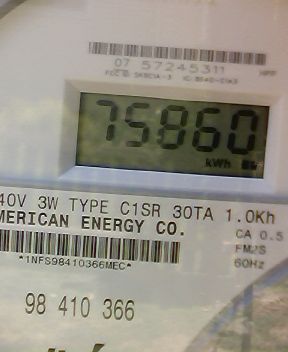 07 57245311
75860
kWh
40V 3W TYPE C1SR 30TA 1.0Kh
MERICAN ENERGY CO.
CA 0.5
FM2S
60Hz
*1NFS98410366MEC*
98 410 366